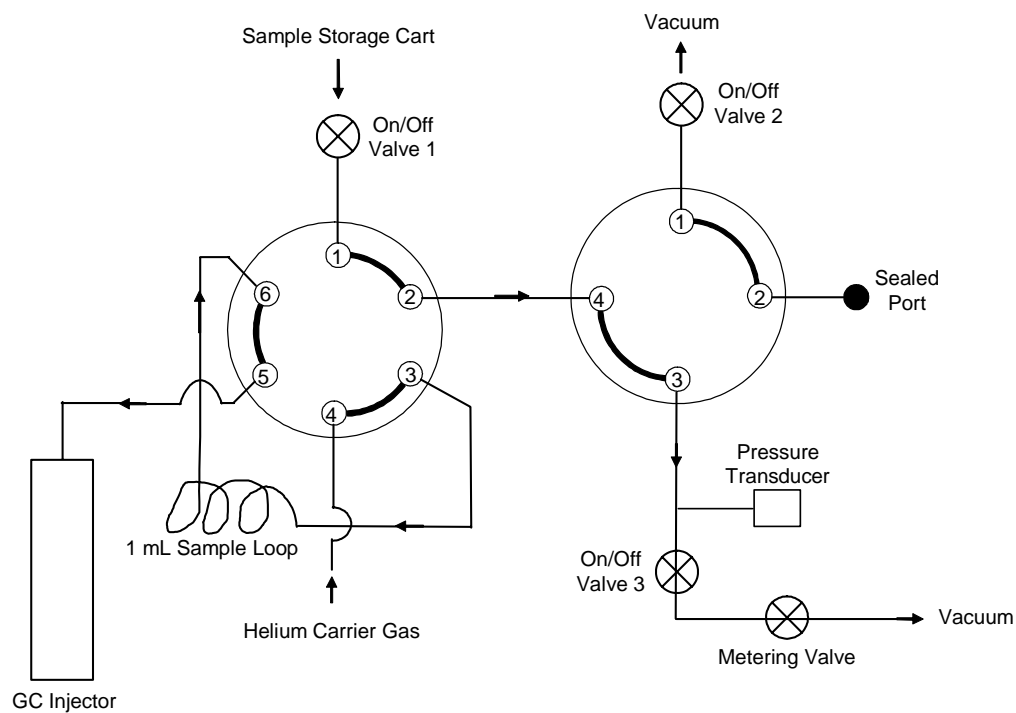 Sample Storage Cart
Vacuum
On/Off
Valve 1
On/Off
Valve 2
1
2
3
4
5
6
1
2
3
4
Sealed
Port
Pressure
Transducer
1 mL Sample Loop
On/Off
Valve 3
Helium Carrier Gas
Vacuum
Metering Valve
GC Injector